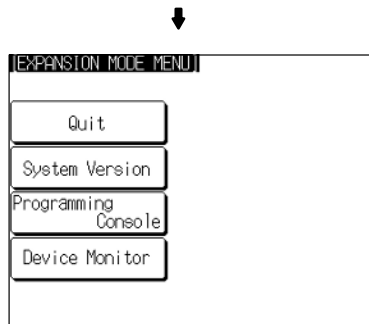 [EXPANSION MODE MENU]
Quit
System Version
Programming
Console
Device Monitor